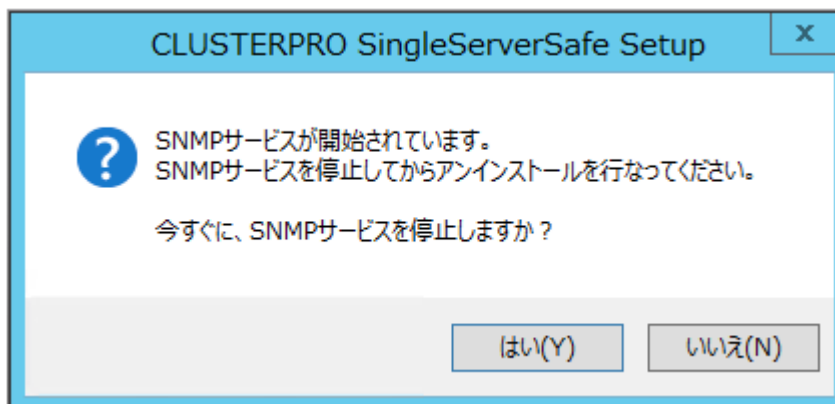 CLUSTERPRO SingleServerSafe Setup
x
?
SNMPサービスが開始されています。
SNMPサービスを停止してからアンインストールを行なってください。
今すぐに、SNMPサービスを停止しますか？
はい(Y)
いいえ(N)